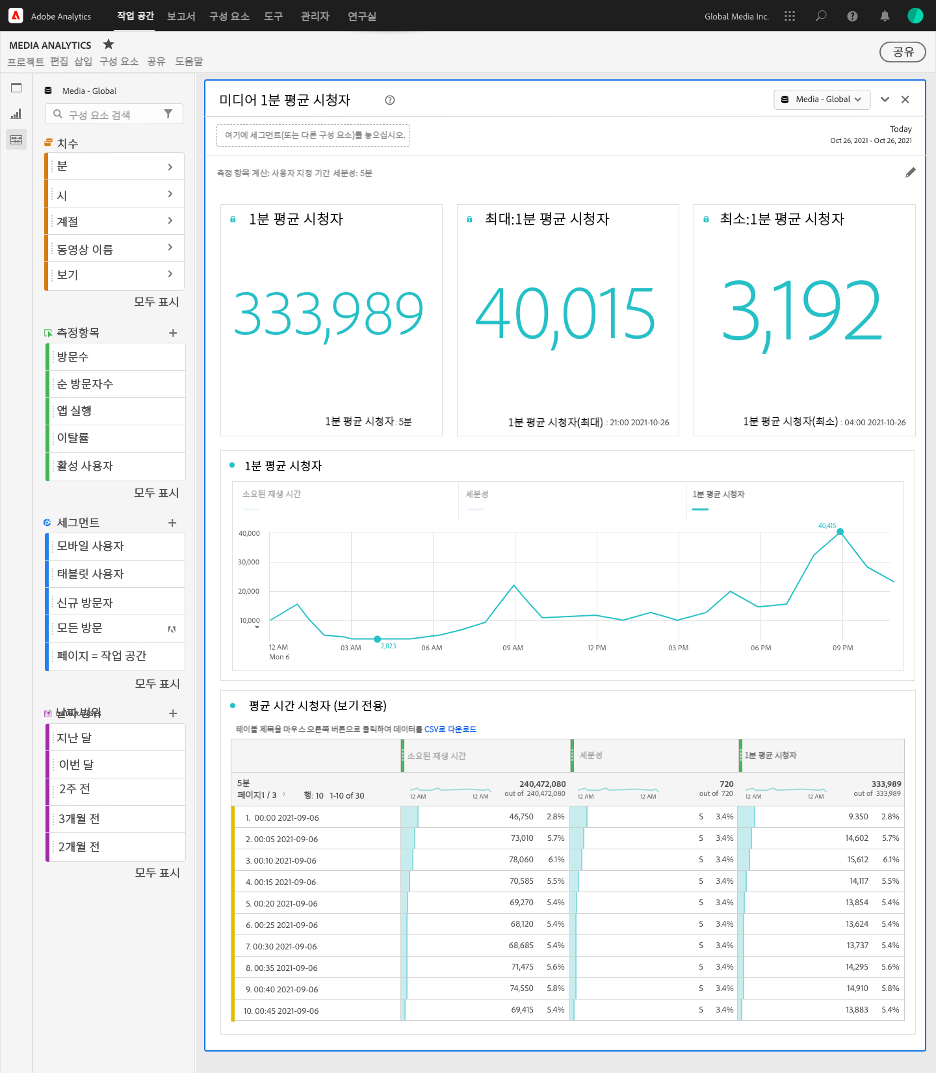 Adobe Analytics 작업 공간 보고서 구성 요소 도구 관리자 연구실 Global Media Inc.
MEDIA ANALYTICS
프로젝트 편집 삽입 구성 요소 공유 도움말
공유
Media - Global
구성 요소 검색
치수
분
시
계절
동영상 이름
보기
모두 표시
측정항목
방문수
순 방문자수
앱 실행
이탈률
활성 사용자
모두 표시
세그먼트
모바일 사용자
태블릿 사용자
신규 방문자
모든 방문
페이지 = 작업 공간
모두 표시
날짜 범위
지난 달
이번 달
2주 전
3개월 전
2개월 전
모두 표시
미디어 1분 평균 시청자
Media - Global
여기에 세그먼트(또는 다른 구성 요소)를 놓으십시오.
Today
Oct 26, 2021 - Oct 26, 2021
측정 항목 계산: 사용자 지정 기간 세분성: 5분
1분 평균 시청자
333,989
1분 평균 시청자 : 5분
최대:1분 평균 시청자
40,015
1분 평균 시청자(최대) : 21:00 2021-10-26
최소:1분 평균 시청자
3,192
1분 평균 시청자(최소) : 04:00 2021-10-26
1분 평균 시청자
소요된 재생 시간 세분성 1분 평균 시청자
40,415
40,000
30,000
20,000
10,000
2,823
12 AM 03 AM 06 AM 09 AM 12 PM 03 PM 06 PM 09 PM
Mon 6
평균 시간 시청자 (보기 전용)
테이블 제목을 마우스 오른쪽 버튼으로 클릭하여 데이터를 CSV로 다운로드
소요된 재생 시간 세분성 1분 평균 시청자
5분 240,472,080 720 333,989
페이지1 / 3 > 행: 10 1-10 of 30 12 AM 12 AM out of 240,472,080 12 AM 12 AM out of 720 12 AM 12 AM out of 333,989
1. 00:00 2021-09-06 46,750 2.8% 5 3.4% 9.350 2.8%
2. 00:05 2021-09-06 73,010 5.7% 5 3.4% 14,602 5.7%
3. 00:10 2021-09-06 78,060 6.1% 5 3.4% 15,612 6.1%
4. 00:15 2021-09-06 70,585 5.5% 5 3.4% 14,117 5.5%
5. 00:20 2021-09-06 69,270 5.4% 5 3.4% 13,854 5.4%
6. 00:25 2021-09-06 68,120 5.4% 5 3.4% 13,624 5.4%
7. 00:30 2021-09-06 68,685 5.4% 5 3.4% 13,737 5.4%
8. 00:35 2021-09-06 71,475 5.6% 5 3.4% 14,295 5.6%
9. 00:40 2021-09-06 74,550 5.8% 5 3.4% 14,910 5.8%
10. 00:45 2021-09-06 69,415 5.4% 5 3.4% 13,883 5.4%